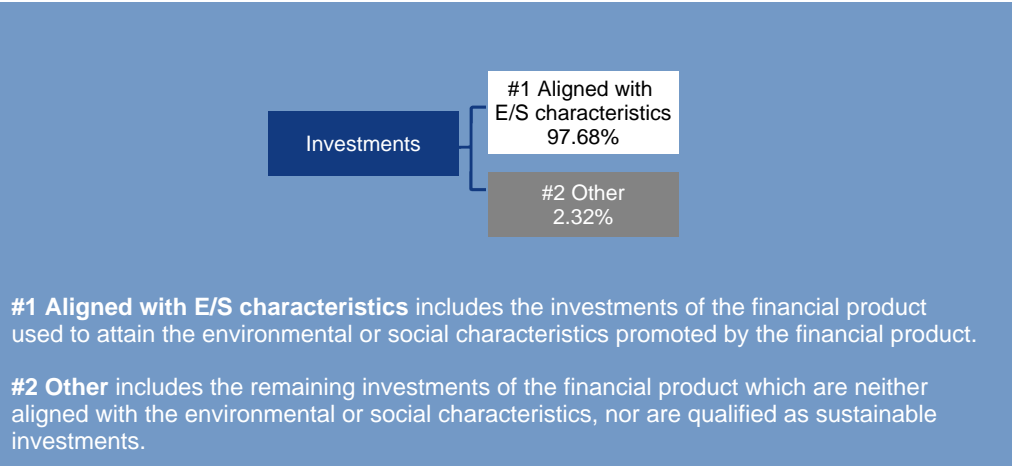 Investments
#1 Aligned with
E/S characteristics
97.68%
#2 Other
2.32%
#1 Aligned with E/S characteristics includes the investments of the financial product
used to attain the environmental or social characteristics promoted by the financial product.
#2 Other includes the remaining investments of the financial product which are neither
aligned with the environmental or social characteristics, nor are qualified as sustainable
investments.